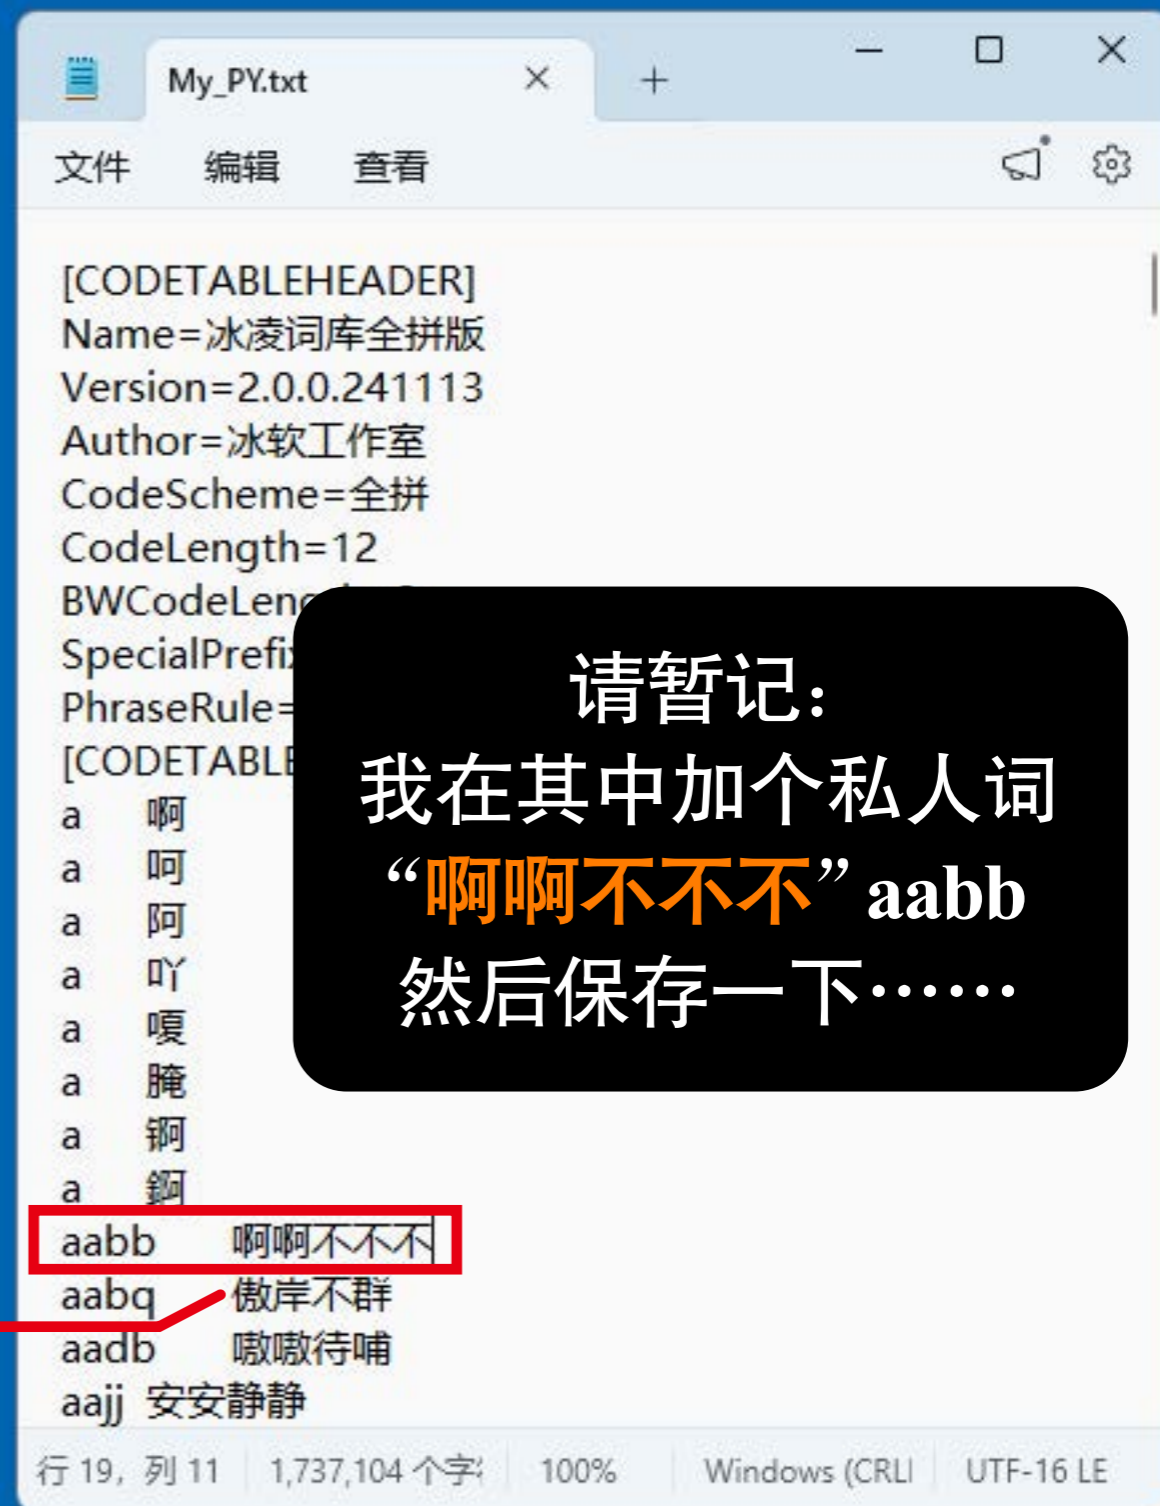 My_PY.txt
文件 编辑 查看
[CODETABLEHEADER]
Name=冰凌词库全拼版
Version=2.0.0.241113
Author=冰软工作室
CodeScheme=全拼
CodeLength=12
BWCodeLeng
SpecialPrefix
PhraseRule=
[CODETABLE
a 啊
a 呵
a 阿
a 吖
a 嗄
a 腌
a 锕
a 錒
aabb 啊啊不不不
aabq 傲岸不群
aadb 嗷嗷待哺
aajj 安安静静
请暂记：
我在其中加个私人词
“啊啊不不不”aabb
然后保存一下……
行 19，列 11 1,737,104 个字 100% Windows (CRL UTF-16 LE